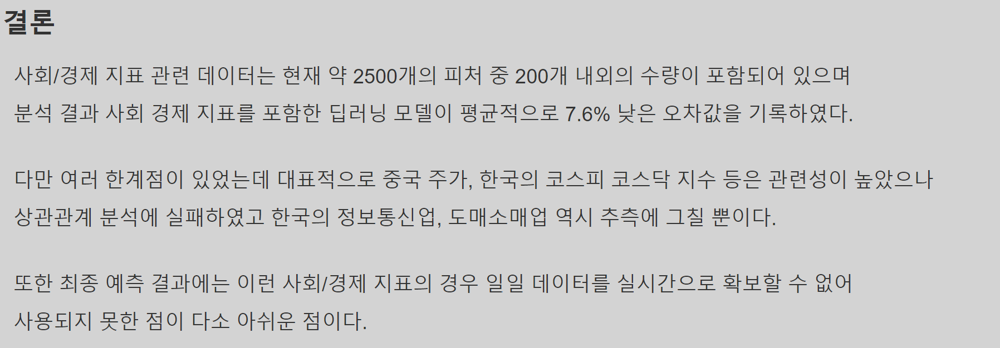 결론
사회/경제 지표 관련 데이터는 현재 약 2500개의 피처 중 200개 내외의 수량이 포함되어 있으며
분석 결과 사회 경제 지표를 포함한 딥러닝 모델이 평균적으로 7.6% 낮은 오차값을 기록하였다.
다만 여러 한계점이 있었는데 대표적으로 중국 주가, 한국의 코스피 코스닥 지수 등은 관련성이 높았으나
상관관계 분석에 실패하였고 한국의 정보통신업, 도매소매업 역시 추측에 그칠 뿐이다.
또한 최종 예측 결과에는 이런 사회/경제 지표의 경우 일일 데이터를 실시간으로 확보할 수 없어
사용되지 못한 점이 다소 아쉬운 점이다.